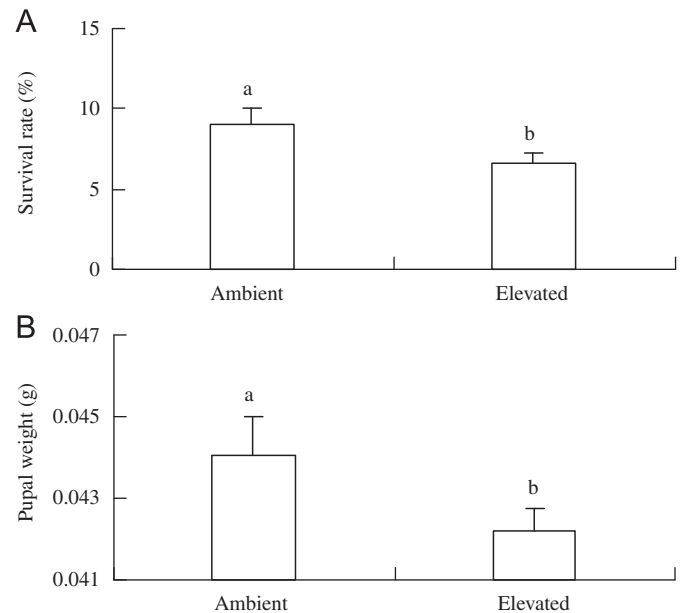 A
Survival rate (%)
15
10
5
0
a
b
Ambient
Elevated
B
Pupal weight (g)
0.047
0.045
0.043
0.041
a
b
Ambient
Elevated